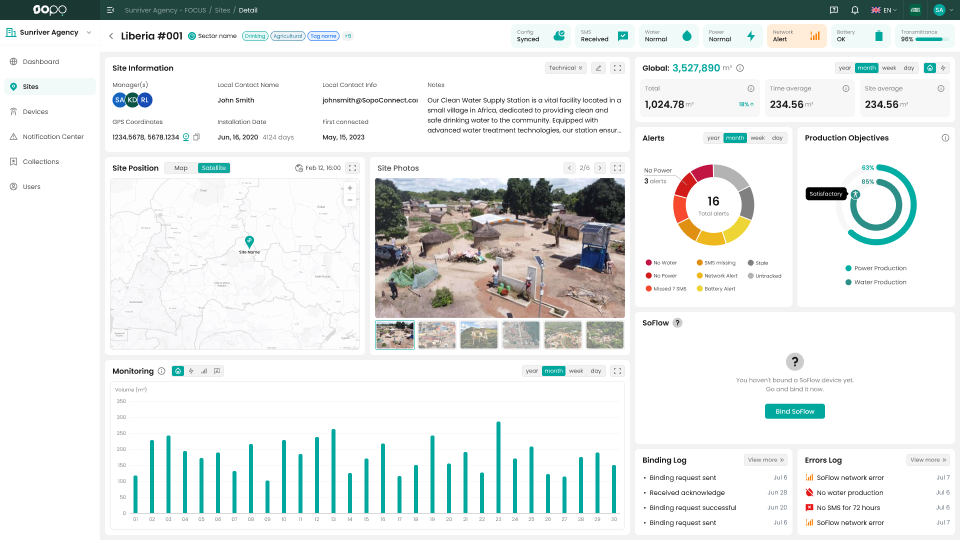 oopo
Sunriver Agency - FOCUS / Sites / Detail
EN
SA
Sunriver Agency
Dashboard
Sites
Devices
Notification Center
Collections
Users
Liberia #001
Sector name
Drinking
Agricultural
Tag name
+5
Config
Synced
SMS
Received
Water
Normal
Power
Normal
Network
Alert
Battery
OK
Transmittance
96%
Site Information
Technical
Manager(s)
SA KD RL
Local Contact Name
John Smith
Local Contact Info
johnsmith@SopoConnect.co
Notex
Our Clean Water Supply Station is a vital facility located in a
small village in Africa, dedicated to providing clean and
safe drinking water to the community. Equipped with
advanced water treatment technologies, our station ensur...
GPS Coordinates
1234.5678, 5678.1234
Installation Date
Jun, 16, 2020 4124 days
First connected
May, 15, 2023
Site Position
Map
Satellite
Feb 12, 16:00
Site Name
Site Photos
2/6
Monitoring
year month week day
Volume (m³)
350
300
350
200
150
100
50
0
01 02 03 04 05 06 07 08 09 10 11 12 13 14 15 16 17 18 19 20 21 22 23 24 25 26 27 28 29 30
Global: 3,527,890 m³
year month week day
Total
1,024.78 m³
18%
Time average
234.56 m³
Site average
234.56 m³
Alerts
year month week day
No Power
3 alerts
16
Total alerts
No Water
SMS missing
Stale
No Power
Network Alert
Untracked
Missed 7 SMS
Battery Alert
Production Objectives
93%
85%
Satisfactory
Power Production
Water Production
SoFlow ?
?
You haven't bound a SoFlow device yet.
Go and bind it now.
Bind SoFlow
Binding Log
View more
Binding request sent Jul 6
Received acknowledge Jun 28
Binding request successful Jun 20
Binding request sent Jul 6
Errors Log
View more
SoFlow network error Jul 7
No water production Jul 6
No SMS for 72 hours Jul 6
SoFlow network error Jul 7